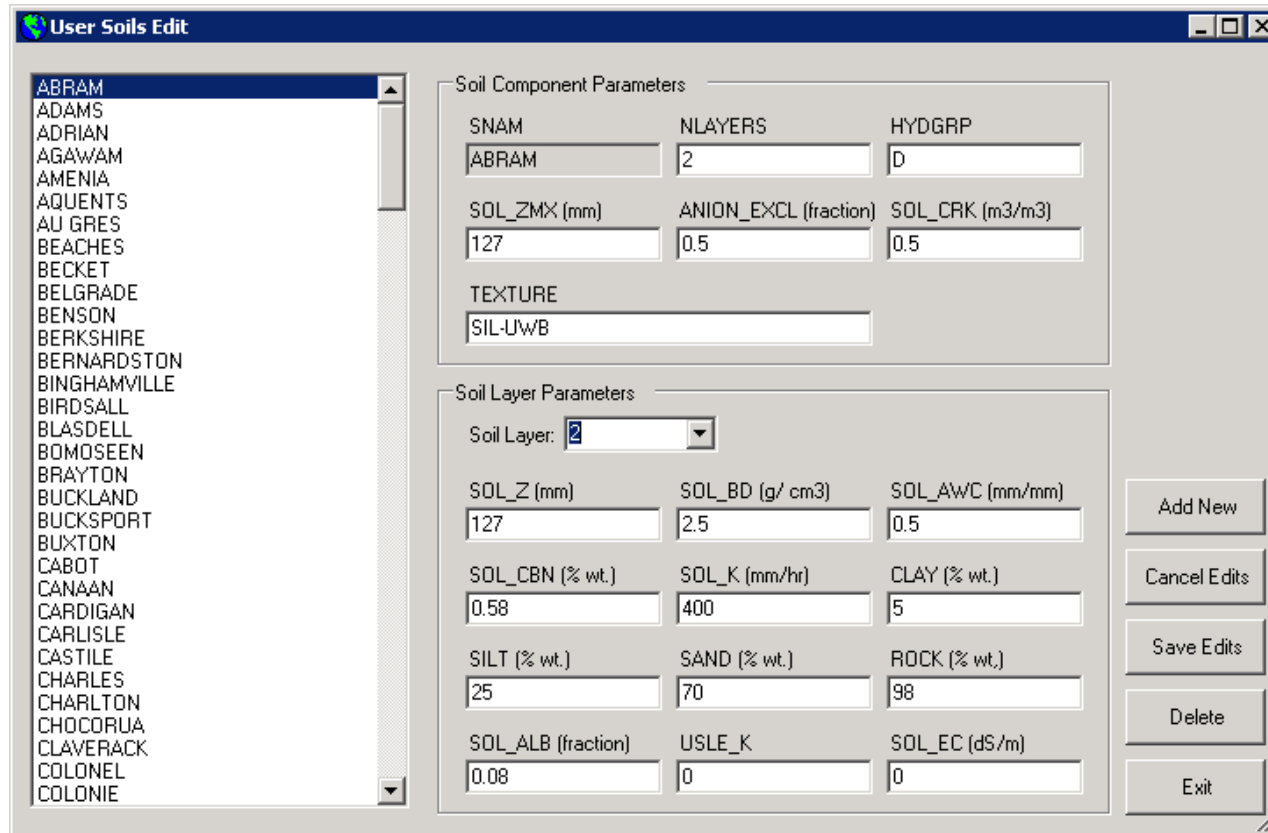 User Soils Edit
ABRAM
ADAMS
ADRIAN
AGAWAM
AMENIA
AQUENTS
AU GRES
BEACHES
BECKET
BELGRADE
BENSON
BERKSHIRE
BERNARDSTON
BINGHAMVILLE
BIRDSALL
BLASDELL
BOMOSEEN
BRAYTON
BUCKLAND
BUCKSPORT
BUXTON
CABOT
CANAAN
CARDIGAN
CARLISLE
CASTILE
CHARLES
CHARLTON
CHOCORUA
CLAVERACK
COLONEL
COLONIE
Soil Component Parameters
SNAM NLAYERS HYDGRP
ABRAM 2 D
SOL_ZMX (mm) ANION_EXCL (fraction) SOL_CRK (m3/m3)
127 0.5 0.5
TEXTURE
SIL-UWB
Soil Layer Parameters
Soil Layer: 2
SOL_Z (mm) SOL_BD (g/ cm3) SOL_AWC (mm/mm)
127 2.5 0.5
SOL_CBN (% wt.) SOL_K (mm/hr) CLAY (% wt.)
0.58 400 5
SILT (% wt.) SAND (% wt.) ROCK (% wt,)
25 70 98
SOL_ALB (fraction) USLE_K SOL_EC (dS/m)
0.08 0 0
Add New
Cancel Edits
Save Edits
Delete
Exit